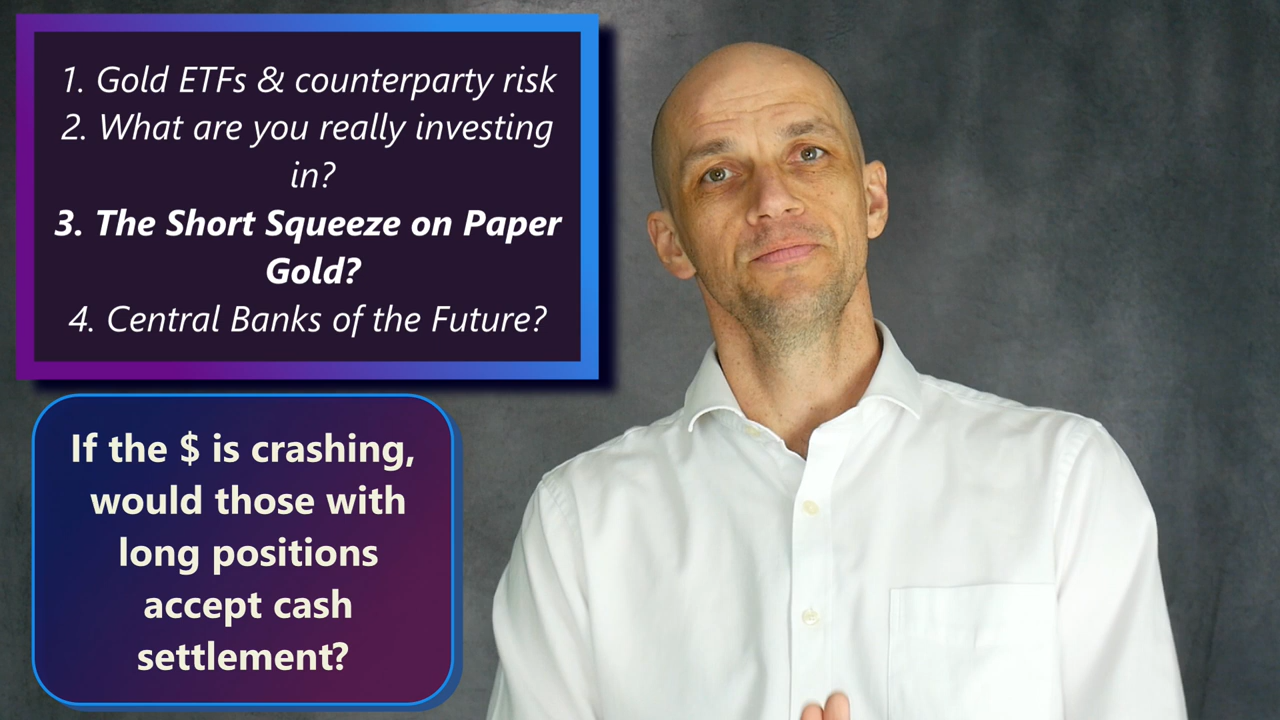 1. Gold ETFs & counterparty risk
2. What are you really investing
in?
3. The Short Squeeze on Paper
Gold?
4. Central Banks of the Future?
If the $ is crashing,
would those with
long positions
accept cash
settlement?